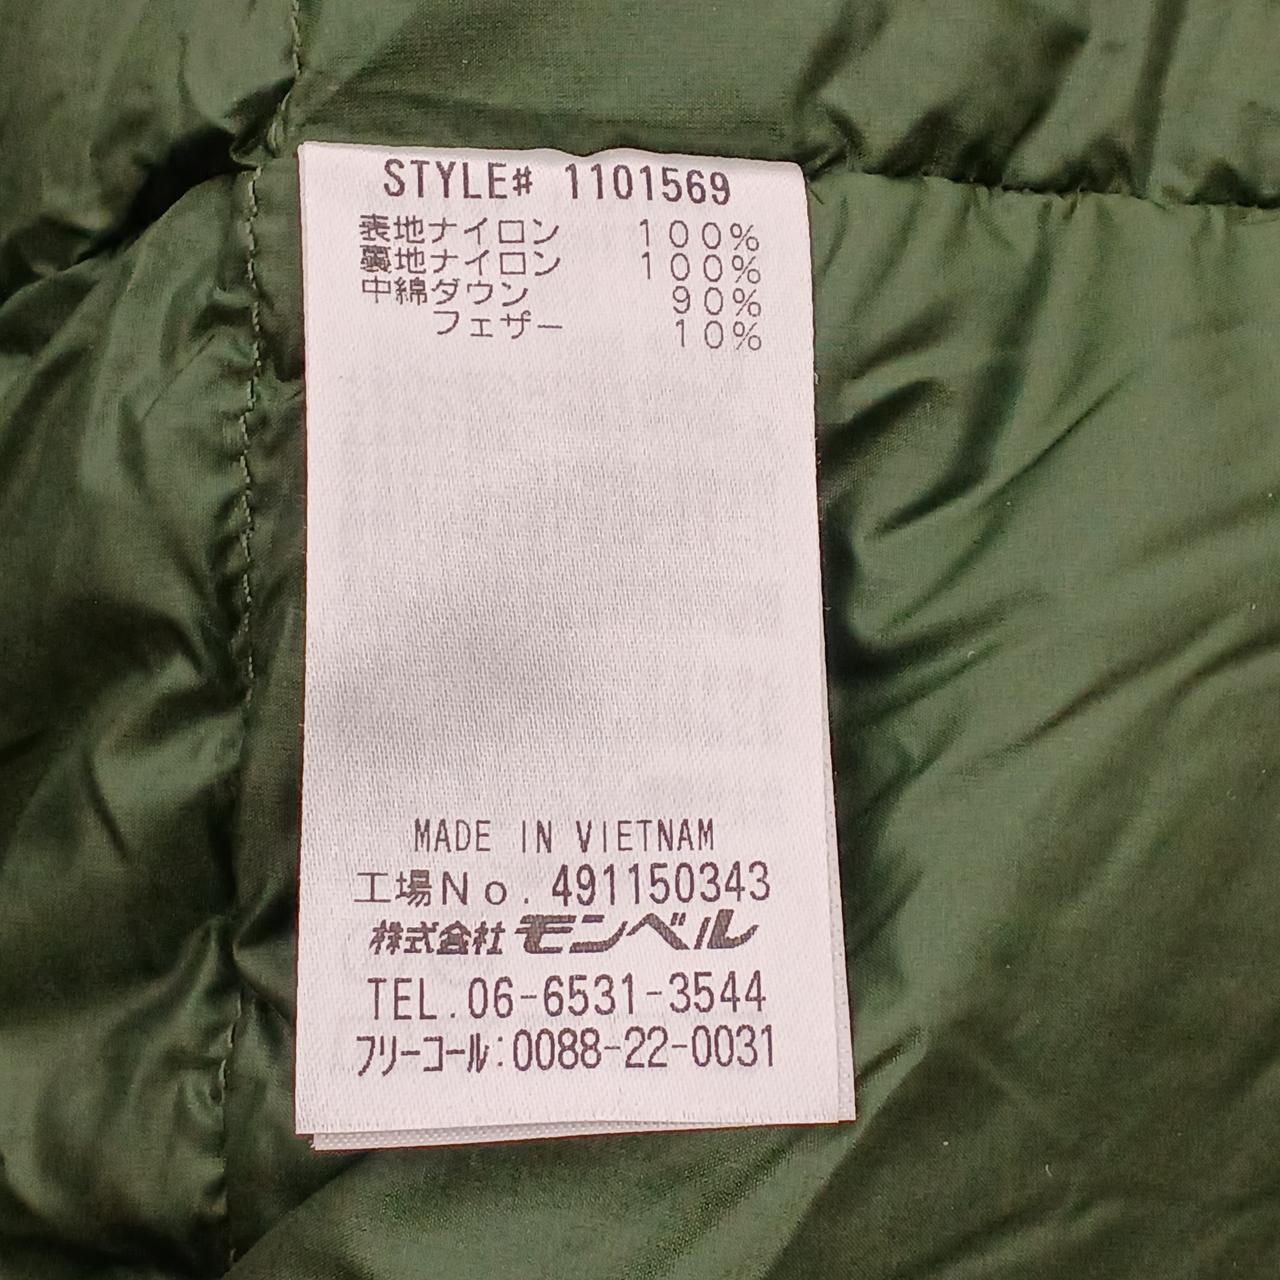 STYLE# 1101569
表地ナイロン 100%
裏地ナイロン 100%
中綿ダウン 90%
フェザー 10%
MADE IN VIETNAM
工場No. 491150343
株式会社モンベル
TEL.06-6531-3544
フリーコール:0088-22-0031